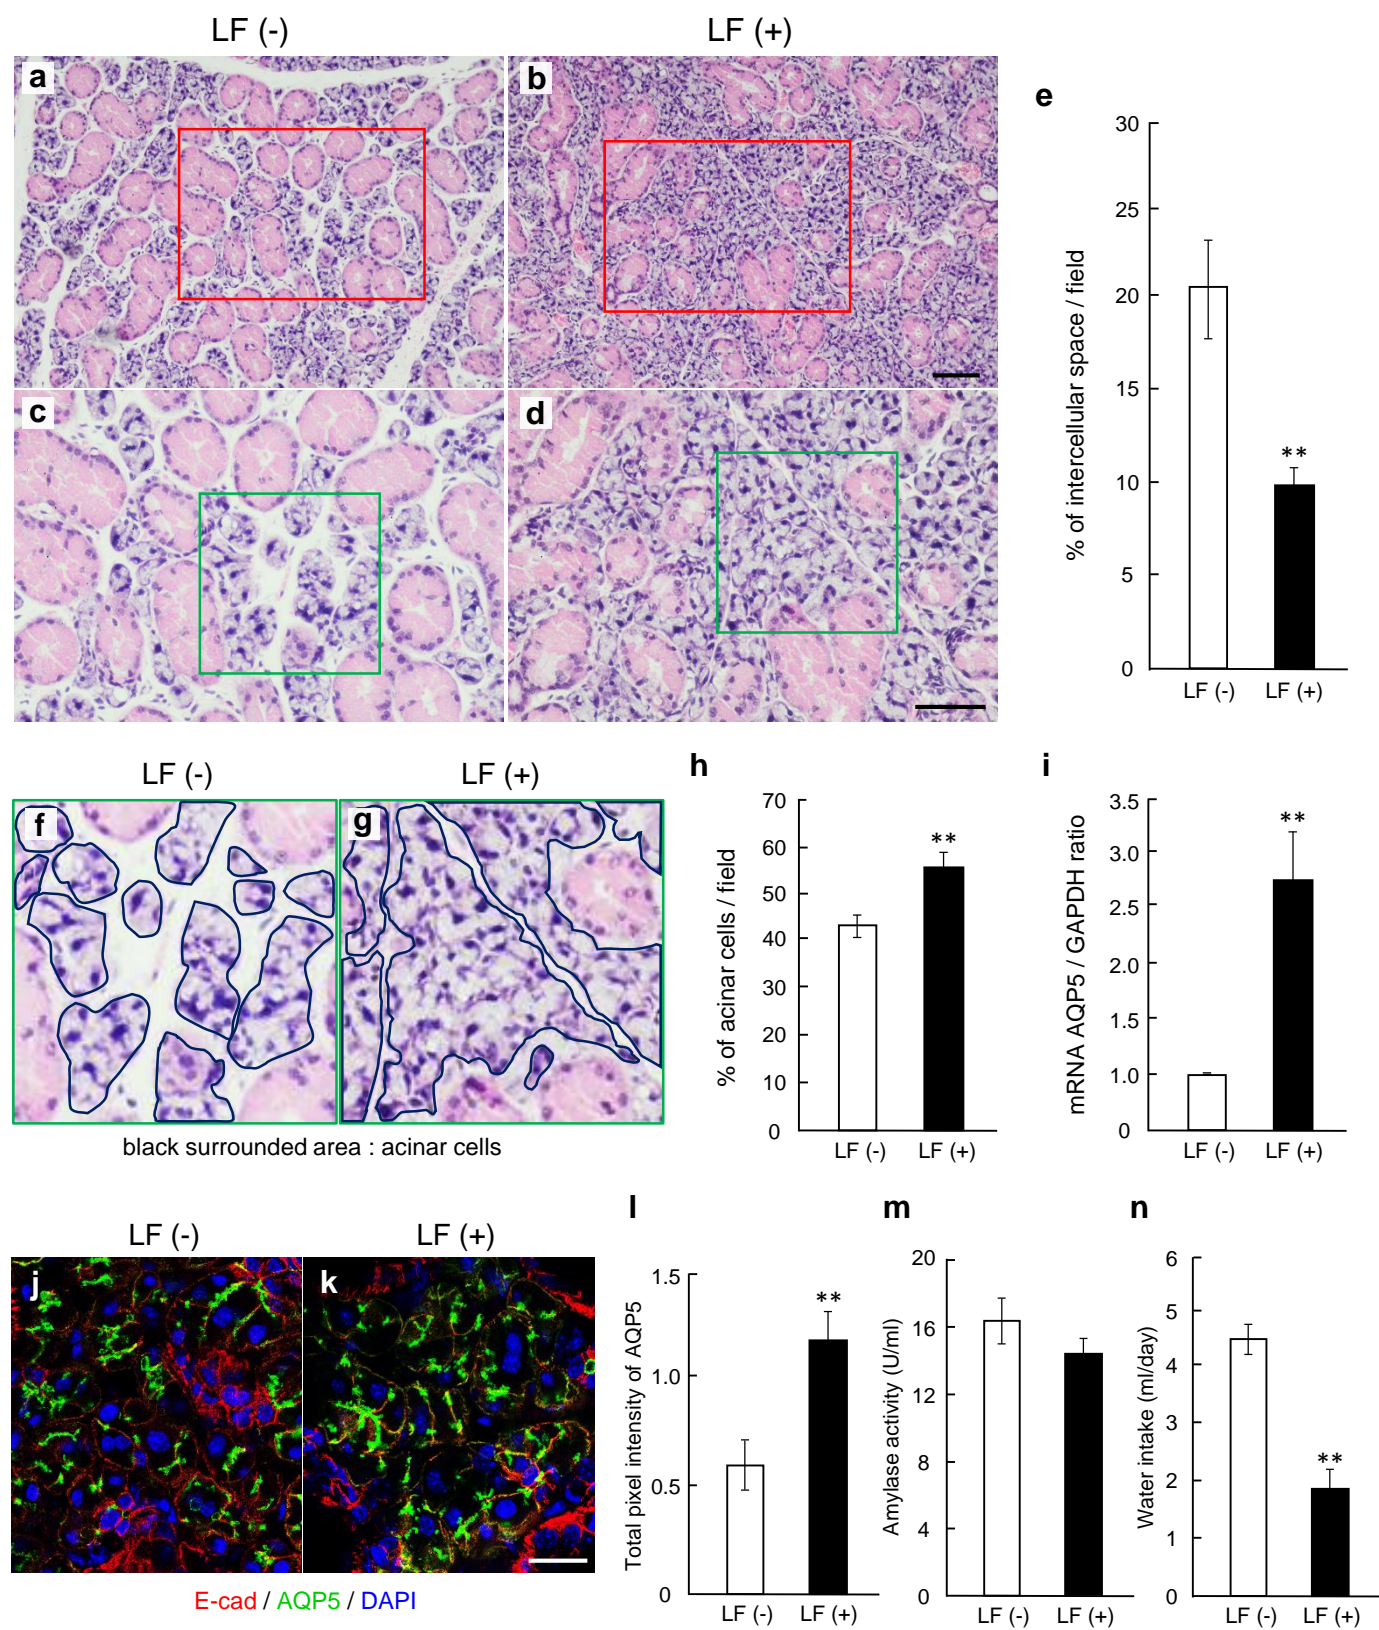 LF (-)
LF (+)
a
b
c
d
e
30
25
20
15
10
5
0
% of intercellular space / field
**
LF (-)
LF (+)
LF (-)
LF (+)
f
g
black surrounded area : acinar cells
h
70
60
50
40
30
20
10
0
% of acinar cells / field
**
LF (-)
LF (+)
i
3.5
3.0
2.5
2.0
1.5
1.0
0
mRNA AQP5 / GAPDH ratio
**
LF (-)
LF (+)
LF (-)
LF (+)
j
k
E-cad / AQP5 / DAPI
l
1.5
1.0
0.5
0
Total pixel intensity of AQP5
**
LF (-)
LF (+)
m
20
16
12
8
4
0
Amylase activity (U/ml)
LF (-)
LF (+)
n
6
5
4
3
2
1
0
Water intake (ml/day)
**
LF (-)
LF (+)